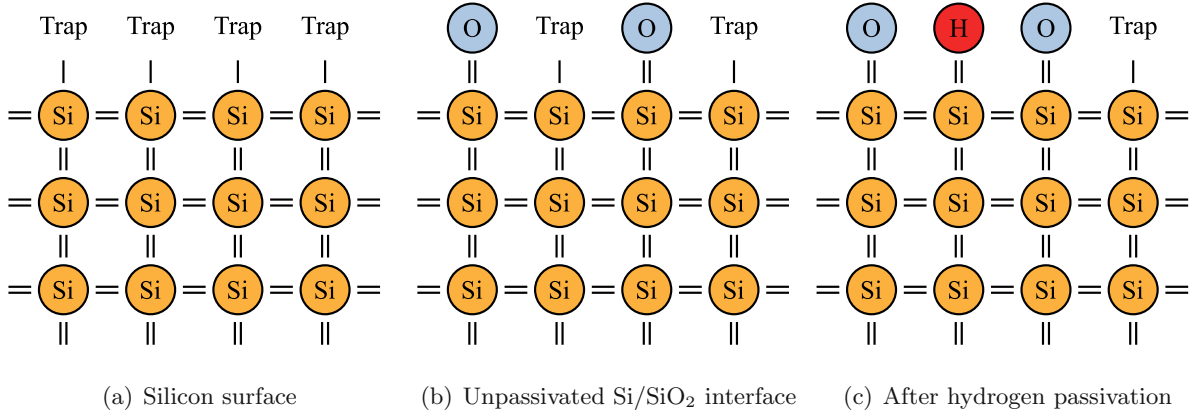 Trap Trap Trap Trap O Trap O Trap O H O Trap
Si Si Si Si Si Si Si Si Si Si Si Si
Si Si Si Si Si Si Si Si Si Si Si Si
Si Si Si Si Si Si Si Si Si Si Si Si
(a) Silicon surface (b) Unpassivated Si/SiO₂ interface (c) After hydrogen passivation